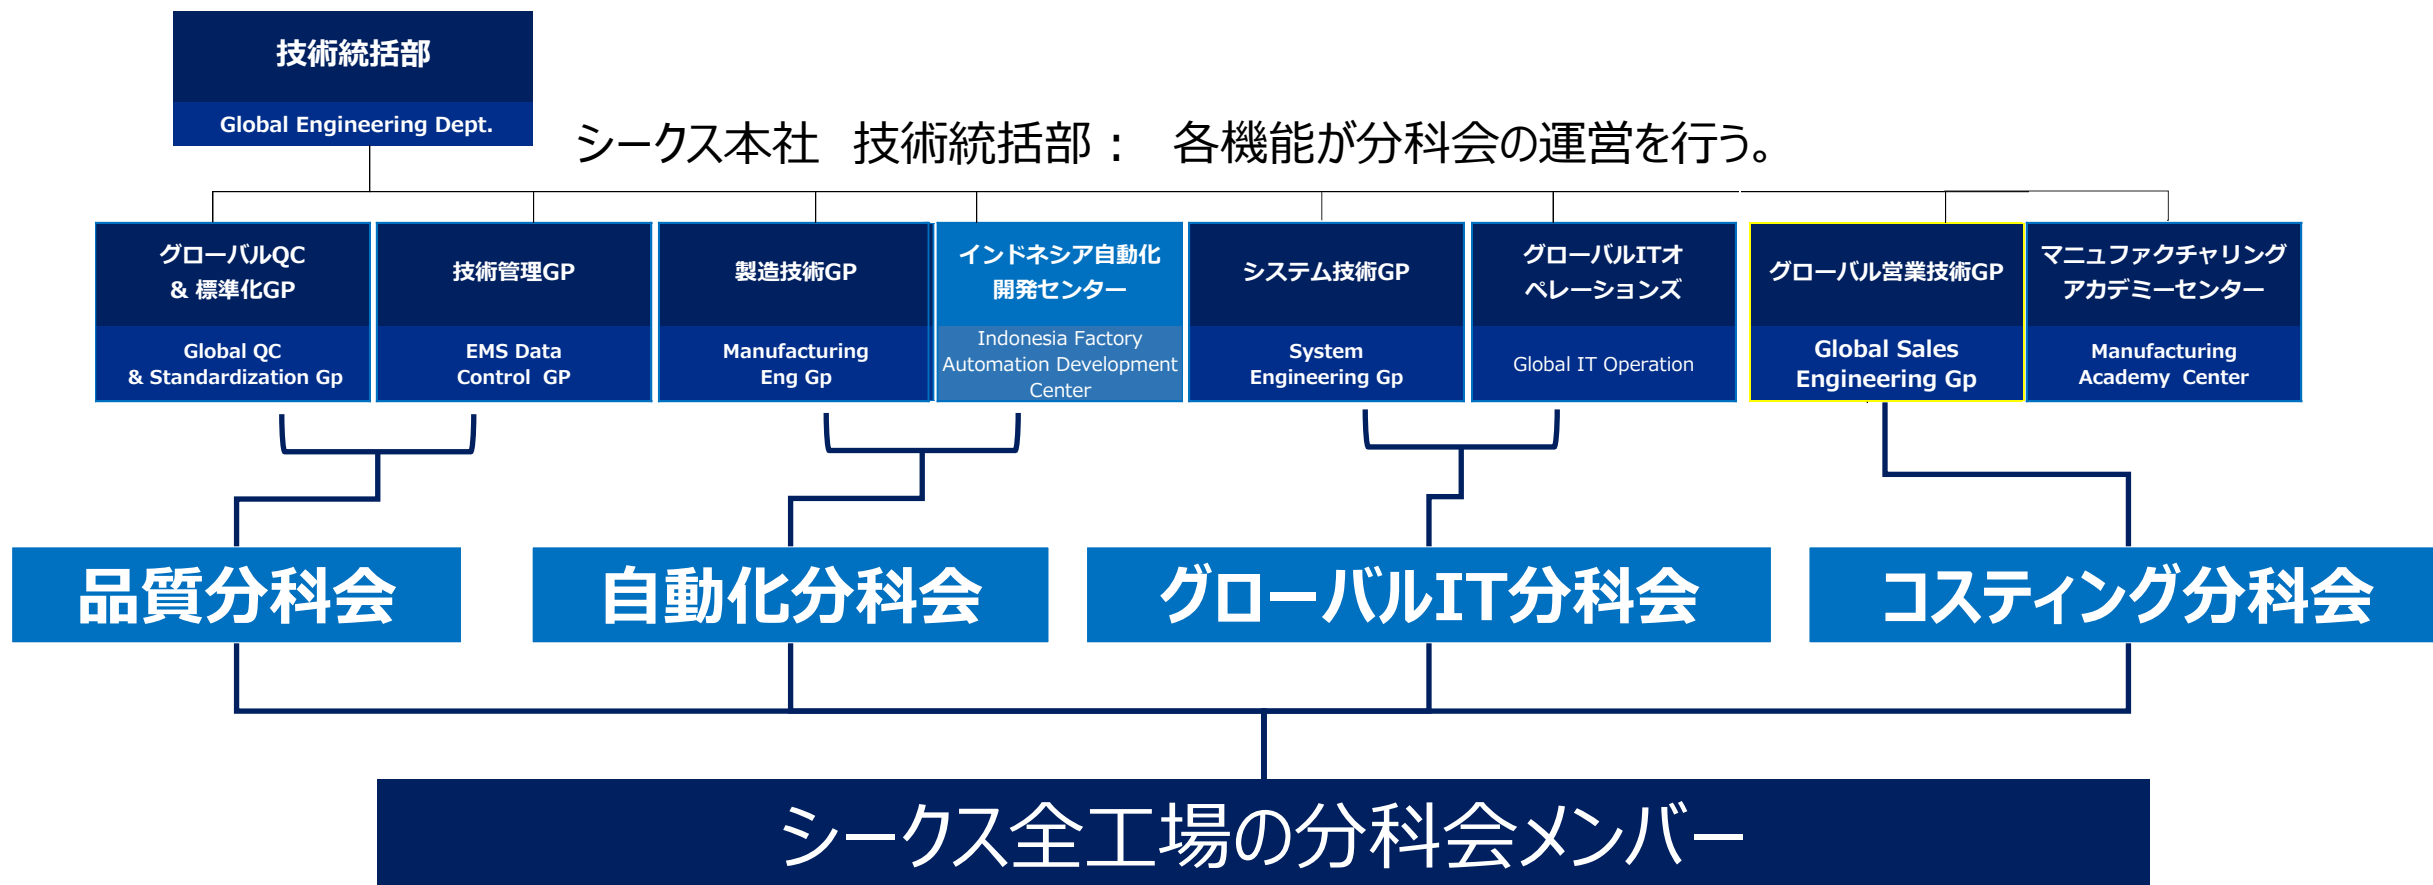 技術統括部
Global Engineering Dept.
シークス本社　技術統括部：　各機能が分科会の運営を行う。
グローバルQC
& 標準化GP
Global QC
& Standardization Gp
技術管理GP
EMS Data
Control GP
製造技術GP
Manufacturing
Eng Gp
インドネシア自動化
開発センター
Indonesia Factory
Automation Development
Center
システム技術GP
System
Engineering Gp
グローバルITオ
ペレーションズ
Global IT Operation
グローバル営業技術GP
Global Sales
Engineering Gp
マニュファクチャリング
アカデミーセンター
Manufacturing
Academy Center
品質分科会
自動化分科会
グローバルIT分科会
コスティング分科会
シークス全工場の分科会メンバー